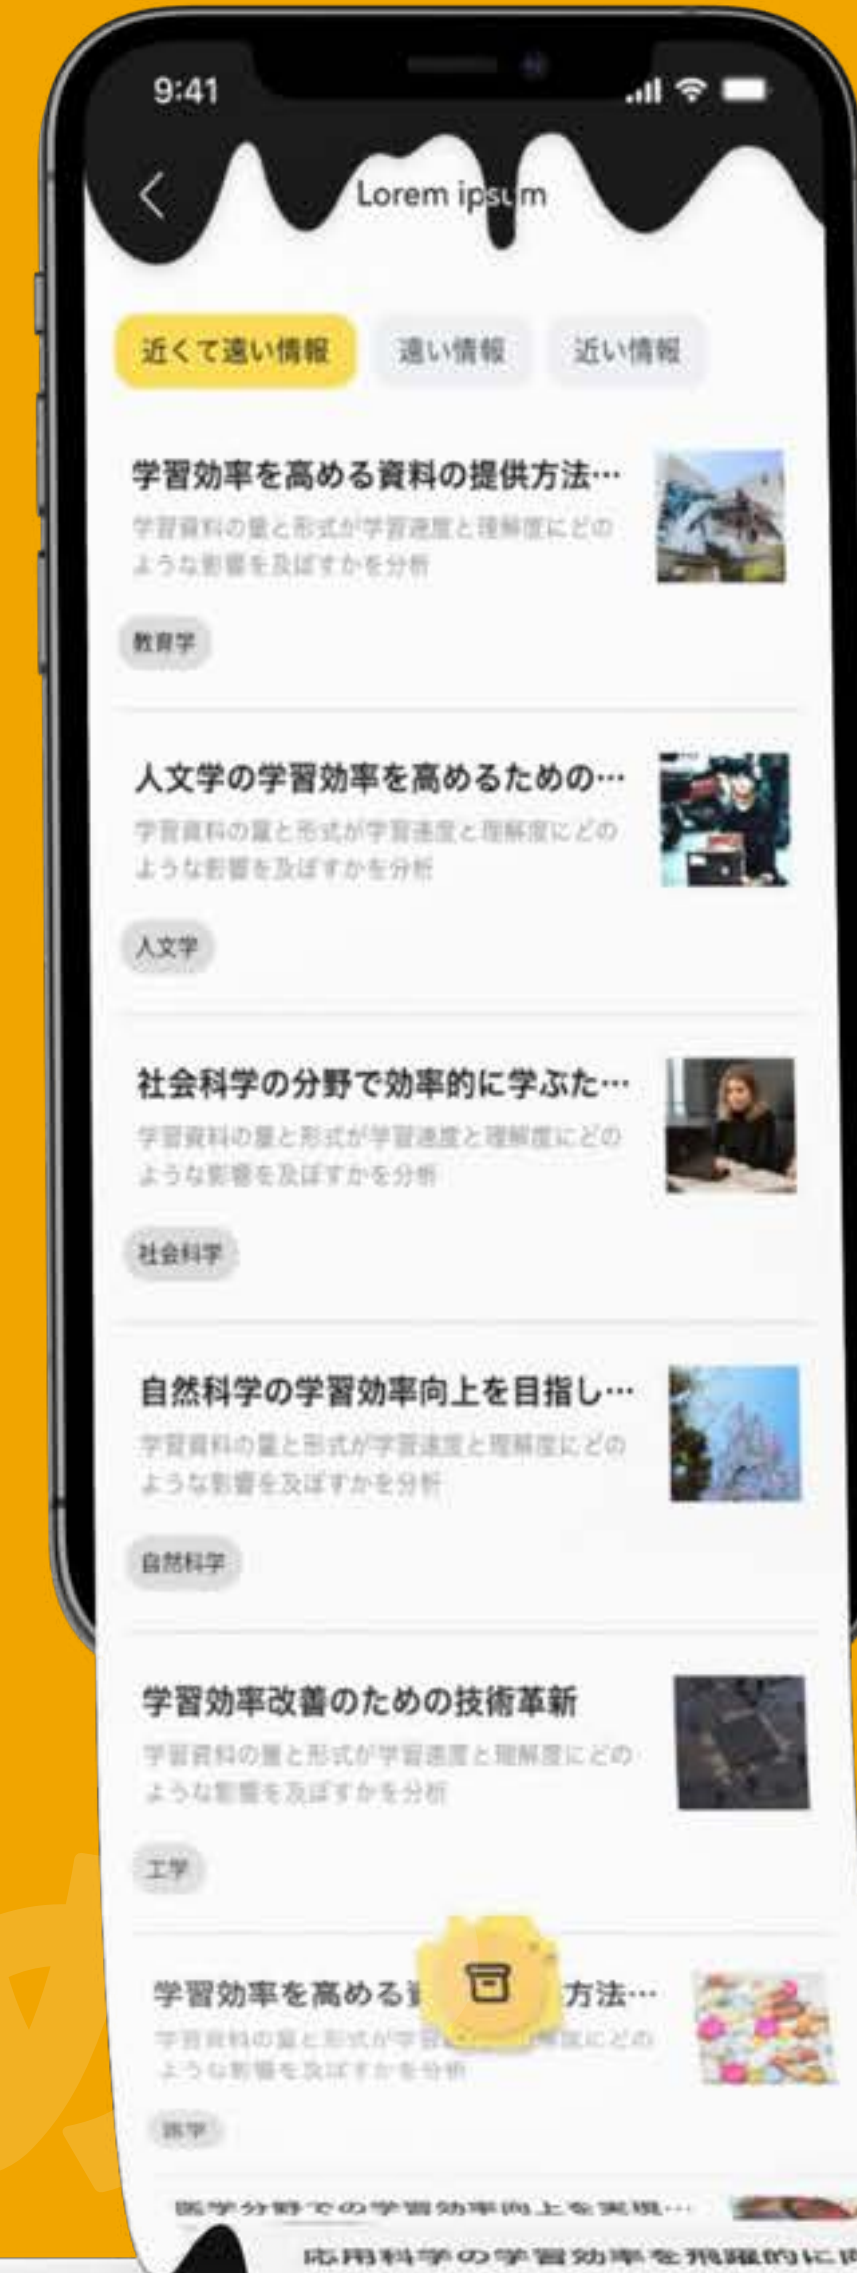 9:41
Lorem ipsum
近くて遠い情報
遠い情報
近い情報
学習効率を高める資料の提供方法…
学習資料の量と形式が学習速度と理解度にどの
ような影響を及ぼすかを分析
教育学
人文学の学習効率を高めるための…
学習資料の量と形式が学習速度と理解度にどの
ような影響を及ぼすかを分析
人文学
社会科学の分野で効率的に学ぶた…
学習資料の量と形式が学習速度と理解度にどの
ような影響を及ぼすかを分析
社会科学
自然科学の学習効率向上を目指し…
学習資料の量と形式が学習速度と理解度にどの
ような影響を及ぼすかを分析
自然科学
学習効率改善のための技術革新
学習資料の量と形式が学習速度と理解度にどの
ような影響を及ぼすかを分析
工学
学習効率を高める 方法…
学習資料の量と形式が学習 解度にどの
ような影響を及ぼすかを分析
医学
医学分野での学習効率向上を実現…
応用科学の学習効率を飛躍的に